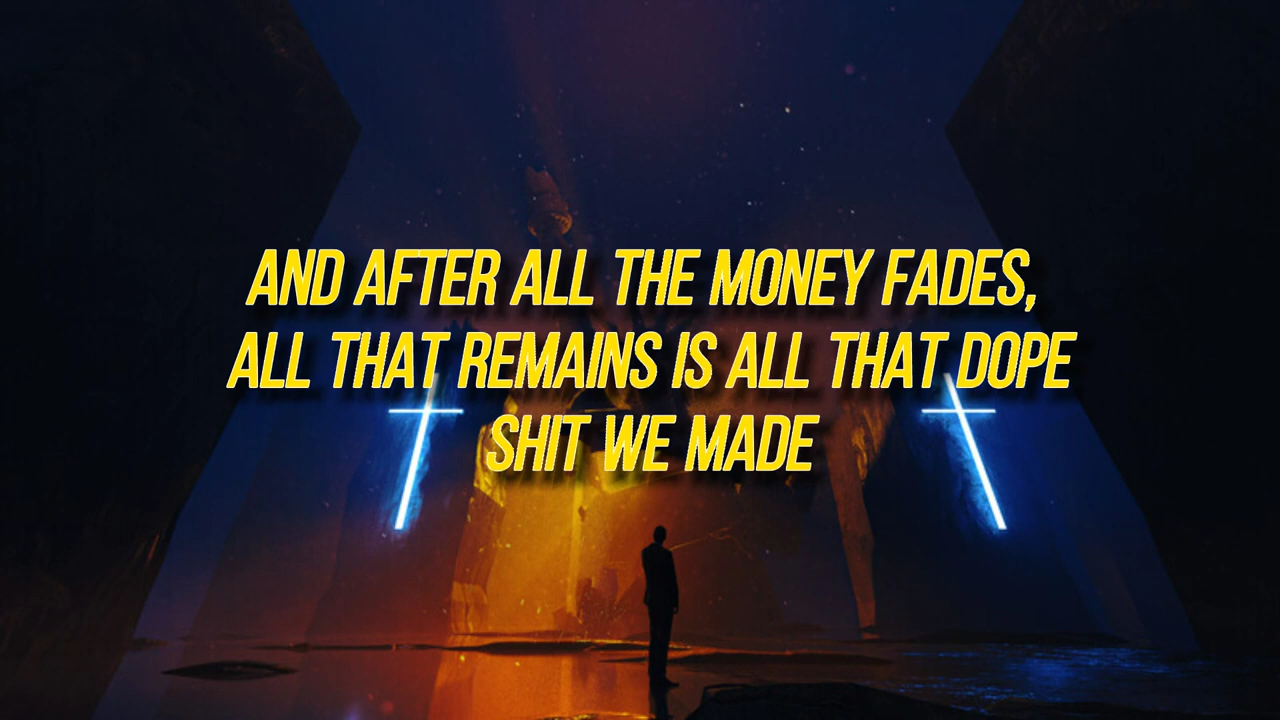 AND AFTER ALL THE MONEY FADES,
ALL THAT REMAINS IS ALL THAT DOPE
SHIT WE MADE